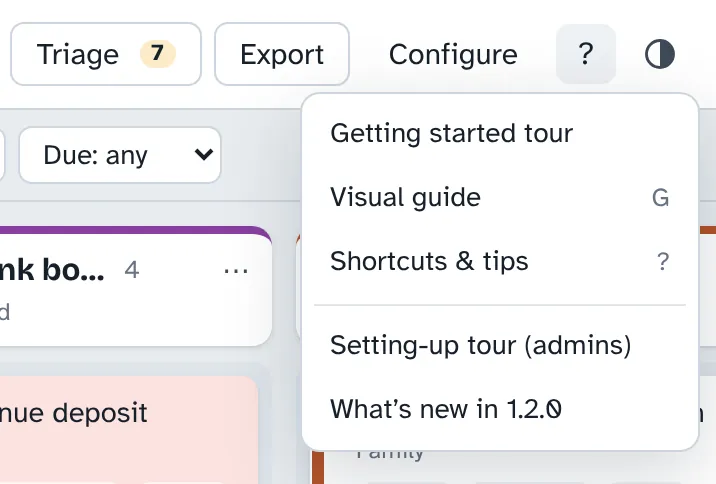 Triage 7 Export Configure ?
Due: any
Getting started tour
Visual guide G
Shortcuts & tips ?
nk bo... 4 ...
d
Setting-up tour (admins)
What's new in 1.2.0
nue deposit
Family